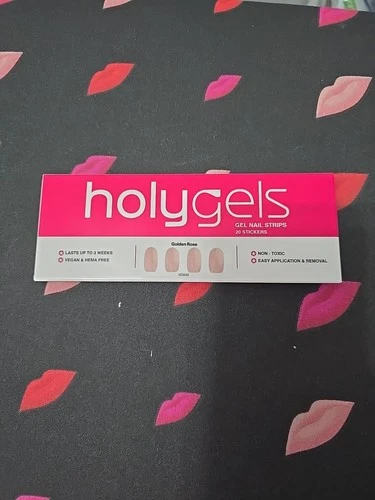 holygels
GEL NAIL STRIPS
20 STICKERS
Golden Rose
LASTS UP TO 3 WEEKS
VEGAN & HEMA FREE
NON - TOXIC
EASY APPLICATION & REMOVAL